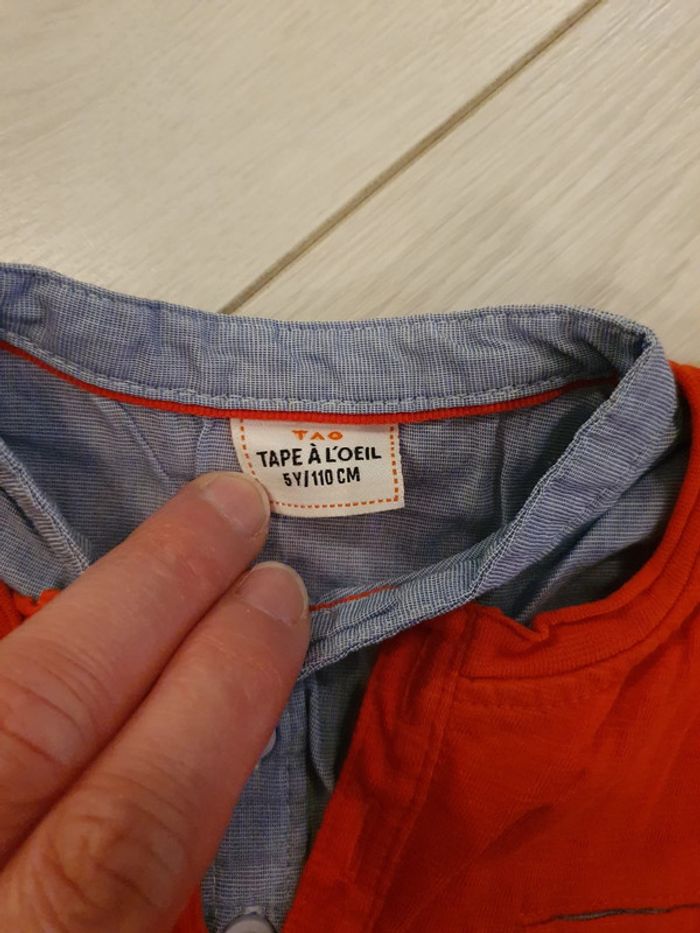 TAO
TAPE À L'OEIL
5Y/110 CM